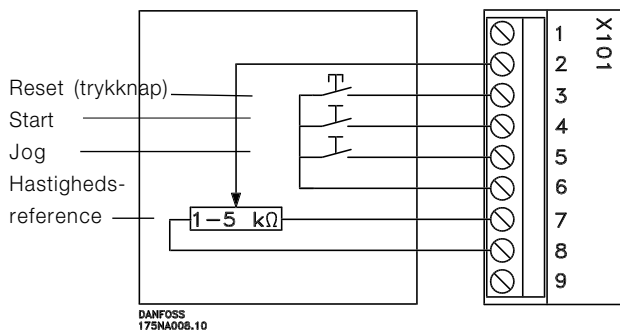 Reset (trykknap)
Start
Jog
Hastigheds-
reference
1-5 kΩ
X101
1
2
3
4
5
6
7
8
9
DANFOSS
175NA008.10